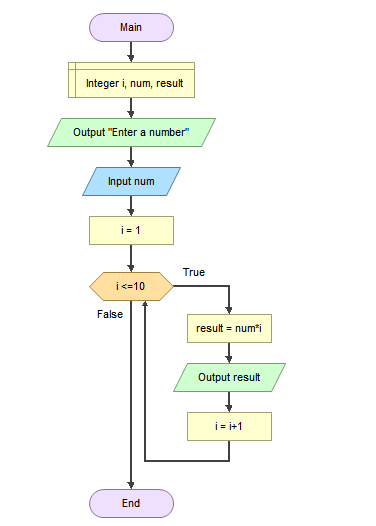 Main
Integer i, num, result
Output "Enter a number"
Input num
i = 1
i <=10
True
False
result = num*i
Output result
i = i+1
End